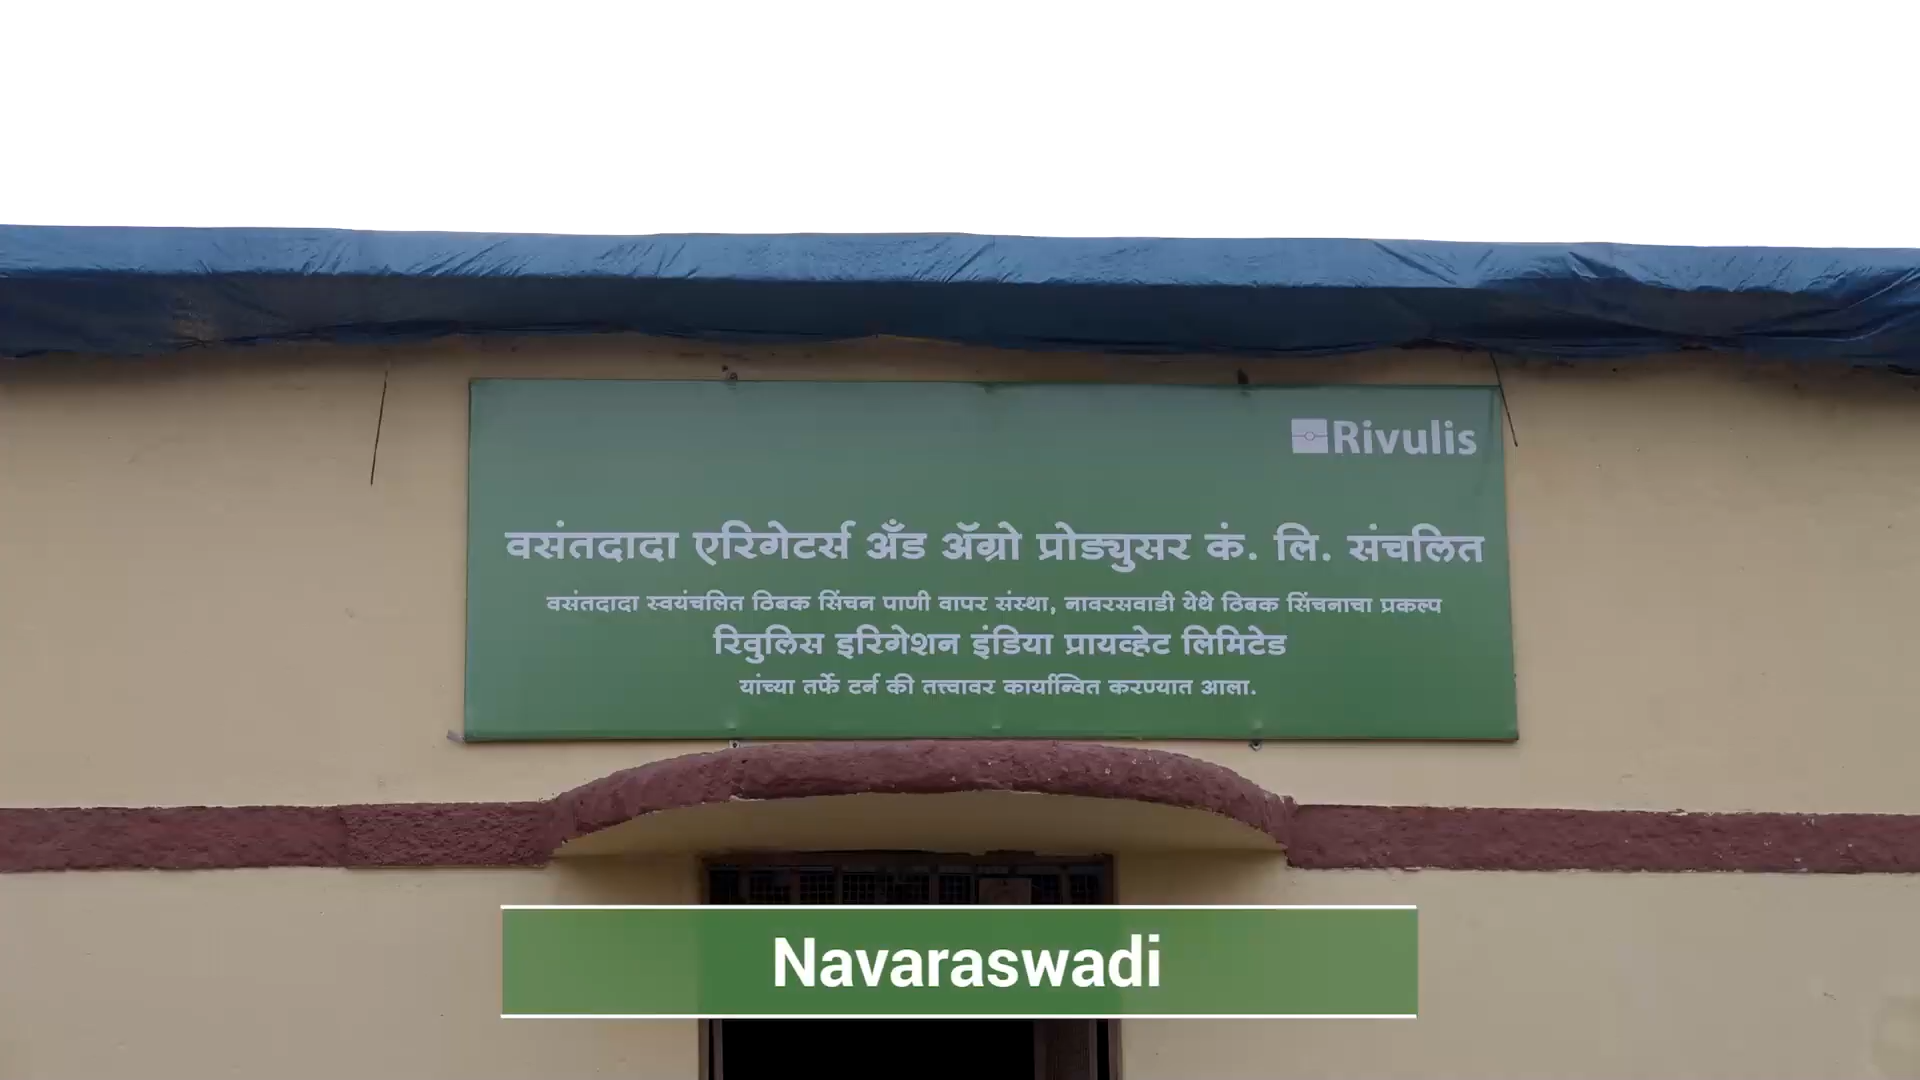 Rivulis
वसंतदादा एरिगेटर्स अँड ॲग्रो प्रोड्युसर कं. लि. संचलित
वसंतदादा स्वयंचलित ठिबक सिंचन पाणी वापर संस्था, नावरसवाडी येथे ठिबक सिंचनाचा प्रकल्प
रिवुलिस इरिगेशन इंडिया प्रायव्हेट लिमिटेड
यांच्या तर्फे टर्न की तत्त्वावर कार्यान्वित करण्यात आला.
Navaraswadi